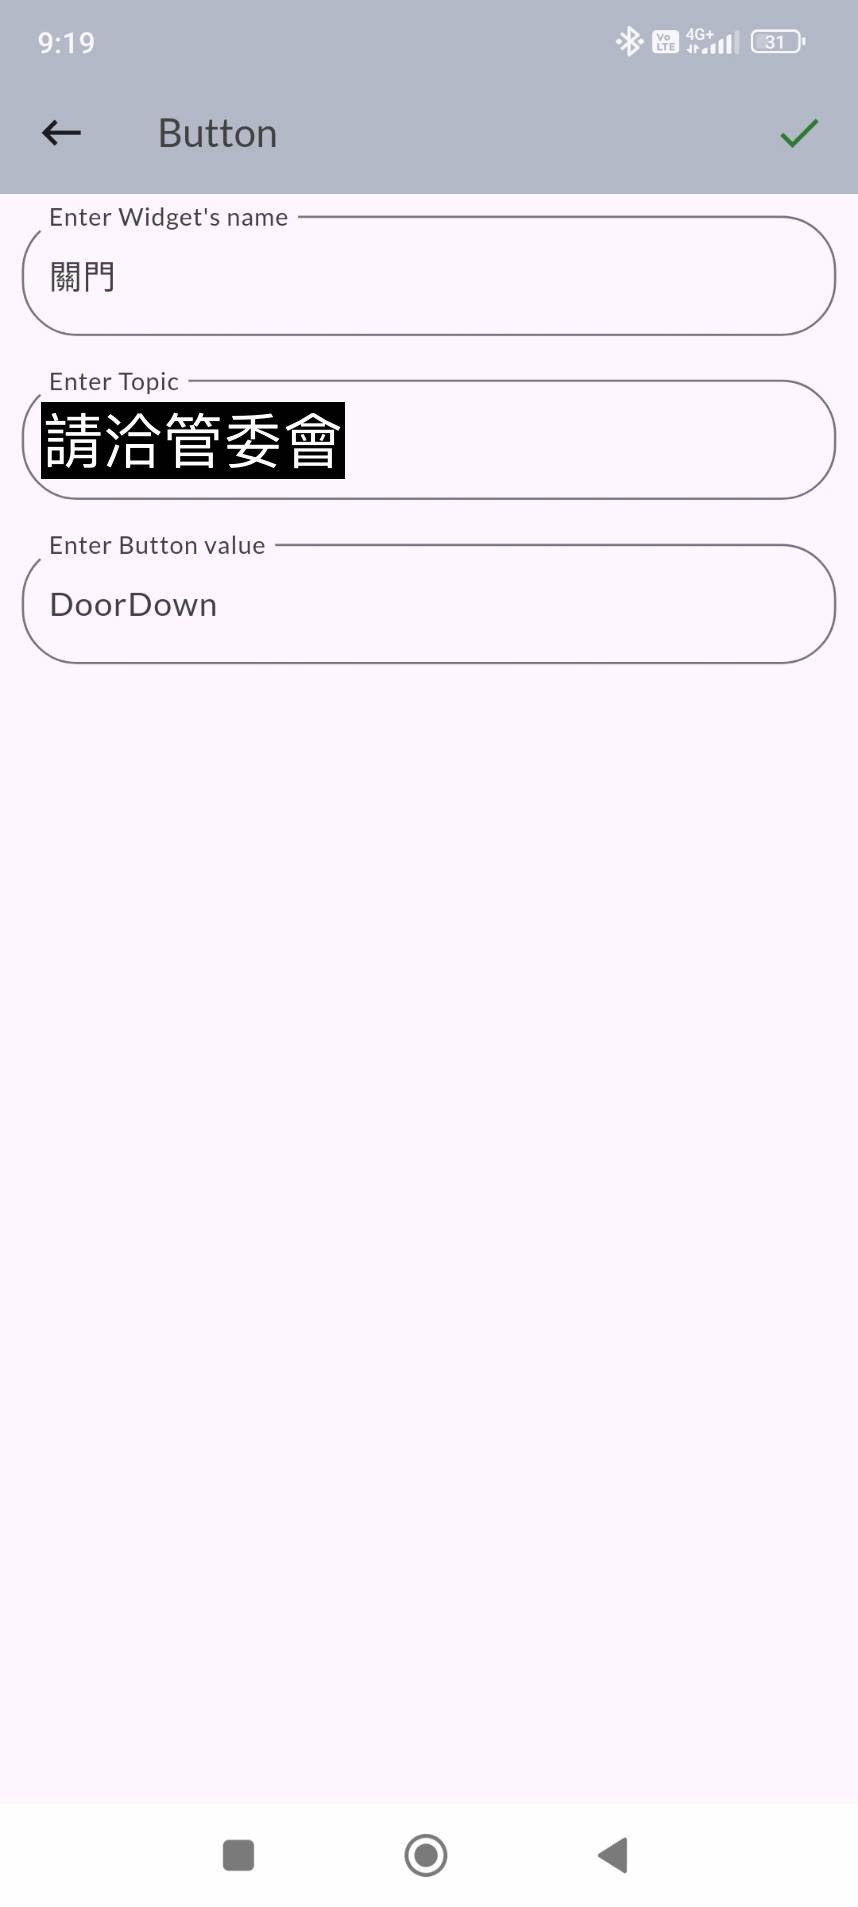 9:19
Vo LTE 4G+ 31
Button
Enter Widget's name
關門
Enter Topic
請洽管委會
Enter Button value
DoorDown